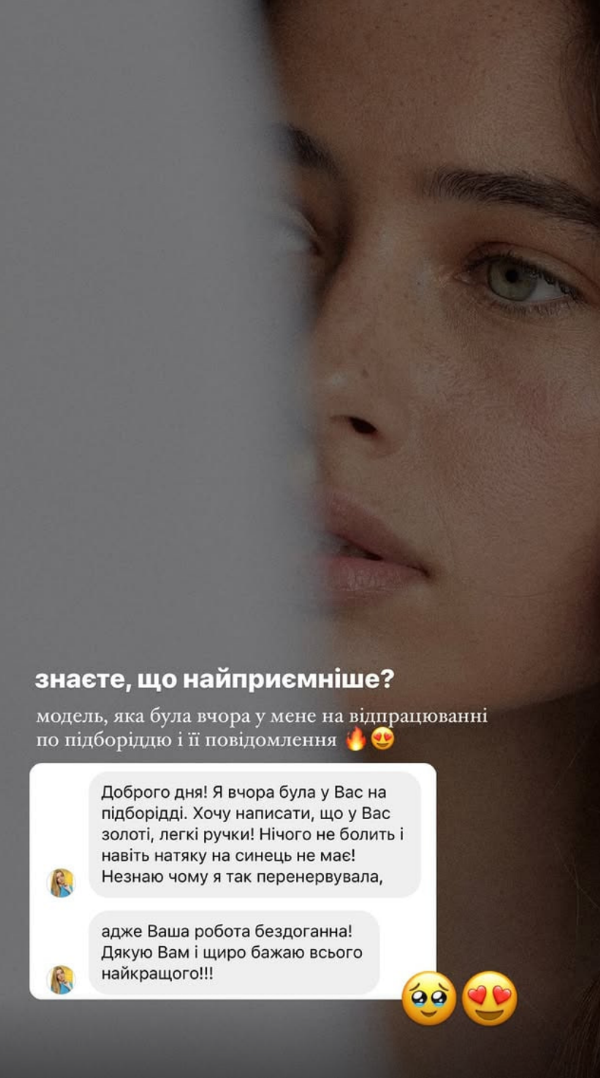 знаєте, що найприємніше?
модель, яка була вчора у мене на відпрацюванні
по підборіддю і її повідомлення 🔥😍
Доброго дня! Я вчора була у Вас на
підборідді. Хочу написати, що у Вас
золоті, легкі ручки! Нічого не болить і
навіть натяку на синець не має!
Незнаю чому я так перенервувала,
адже Ваша робота бездоганна!
Дякую Вам і щиро бажаю всього
найкращого!!!